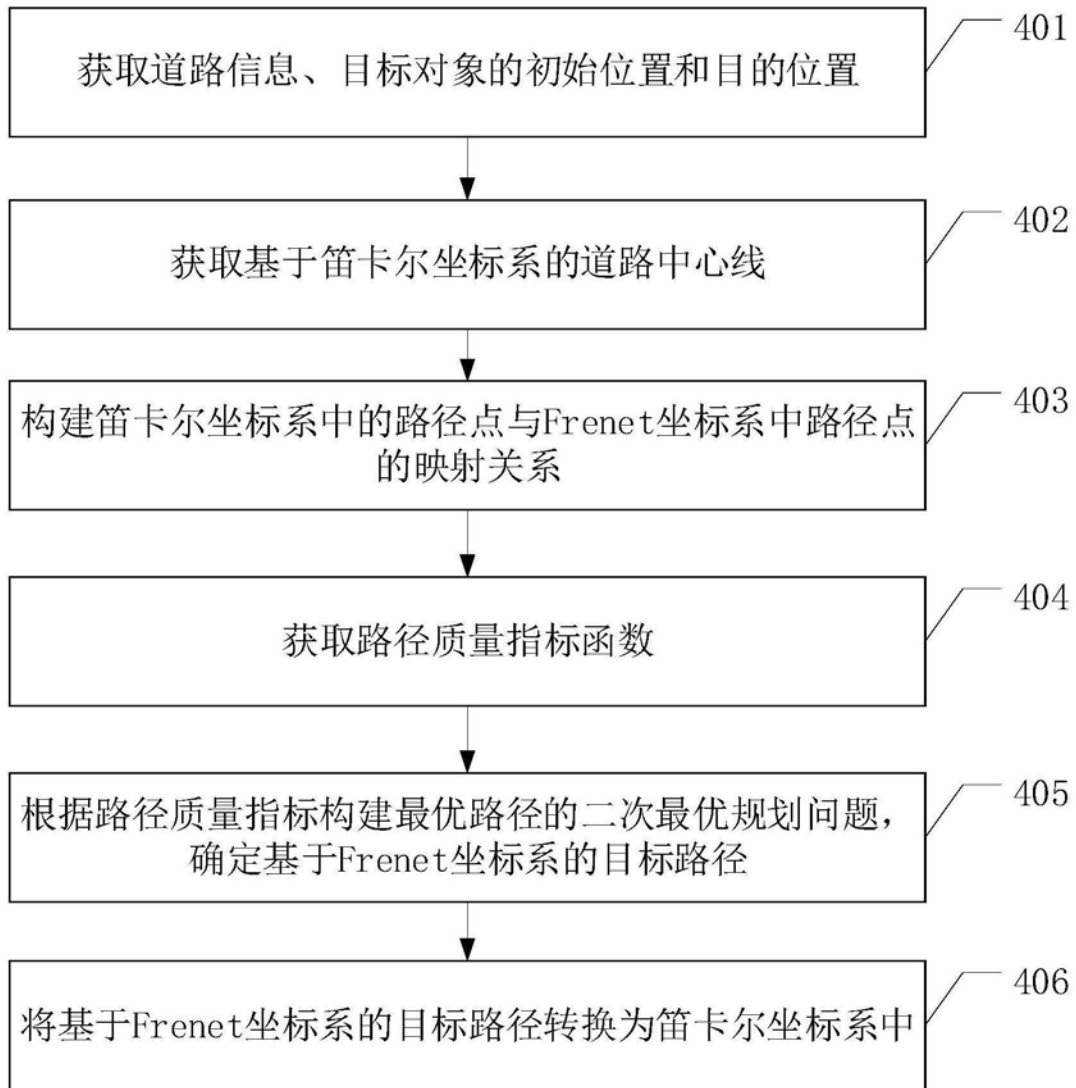 获取道路信息、目标对象的初始位置和目的位置
401
获取基于笛卡尔坐标系的道路中心线
402
构建笛卡尔坐标系中的路径点与Frenet坐标系中路径点
的映射关系
403
获取路径质量指标函数
404
根据路径质量指标构建最优路径的二次最优规划问题，
确定基于Frenet坐标系的目标路径
405
将基于Frenet坐标系的目标路径转换为笛卡尔坐标系中
406